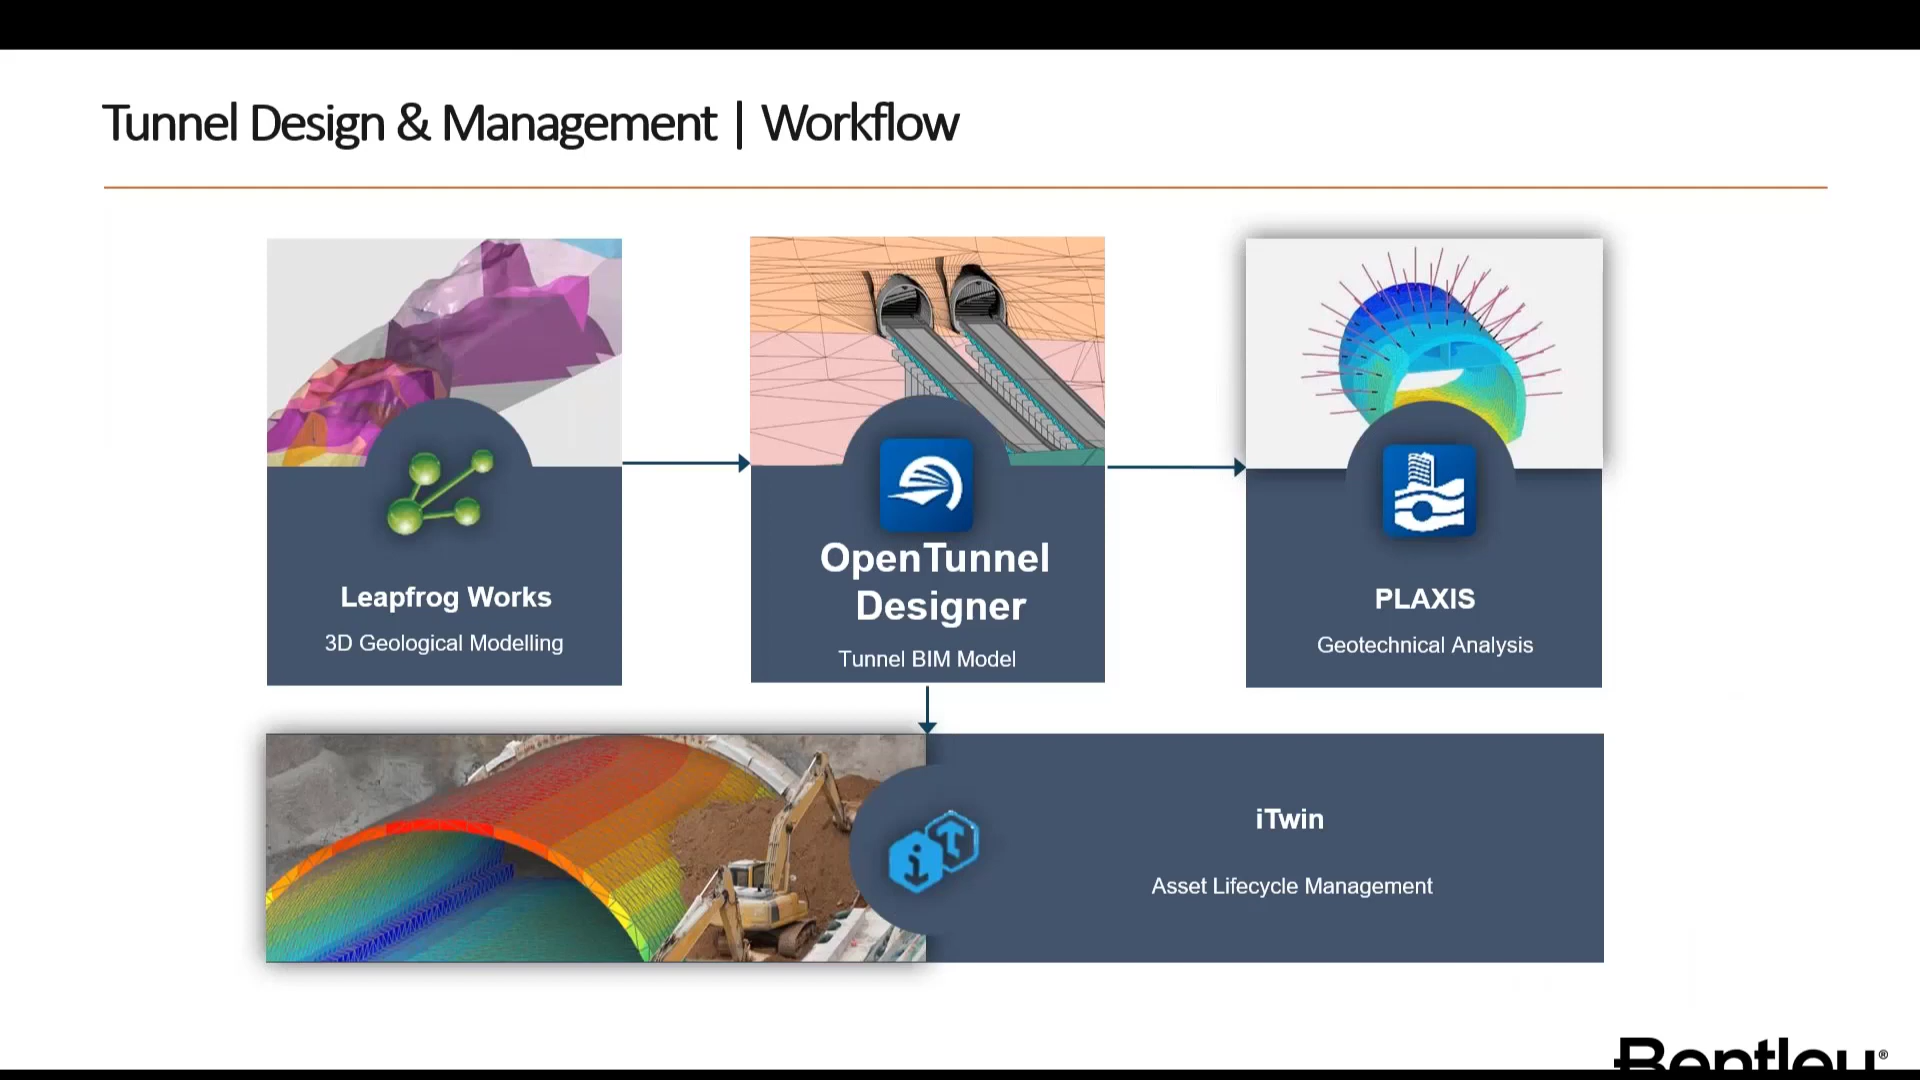 Tunnel Design & Management | Workflow
Leapfrog Works
3D Geological Modelling
OpenTunnel
Designer
Tunnel BIM Model
PLAXIS
Geotechnical Analysis
iTwin
Asset Lifecycle Management
Bentley®